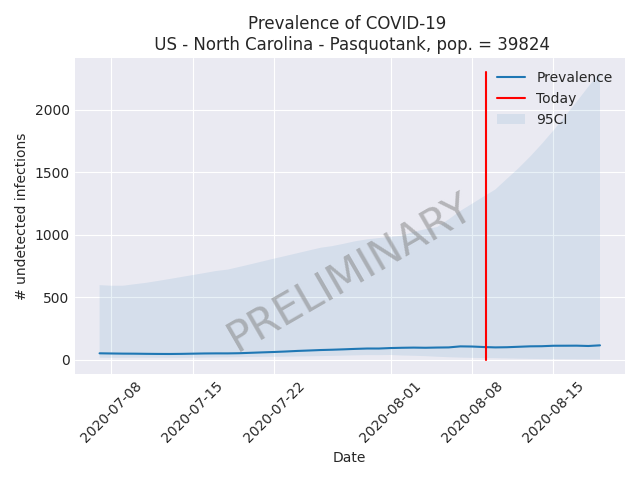 Prevalence of COVID-19
US - North Carolina - Pasquotank, pop. = 39824
Prevalence
Today
95CI
# undetected infections
2000
1500
1000
500
0
PRELIMINARY
2020-07-08
2020-07-15
2020-07-22
2020-08-01
2020-08-08
2020-08-15
Date